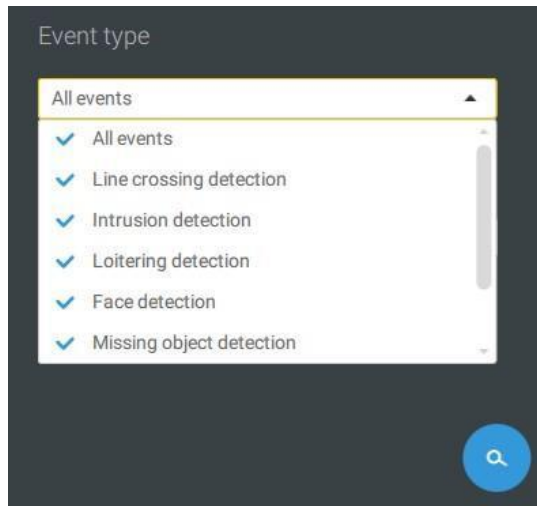 Event type
All events
All events
Line crossing detection
Intrusion detection
Loitering detection
Face detection
Missing object detection